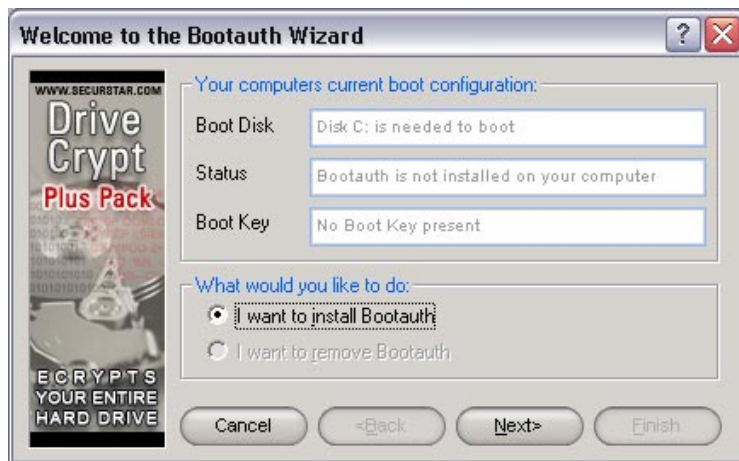 Welcome to the Bootauth Wizard
WWW.SECURSTAR.COM
Drive
Crypt
Plus Pack
ECRYPTS
YOUR ENTIRE
HARD DRIVE
Your computers current boot configuration:
Boot Disk
Disk C: is needed to boot
Status
Bootauth is not installed on your computer
Boot Key
No Boot Key present
What would you like to do:
I want to install Bootauth
I want to remove Bootauth
Cancel
<Back
Next>
Finish